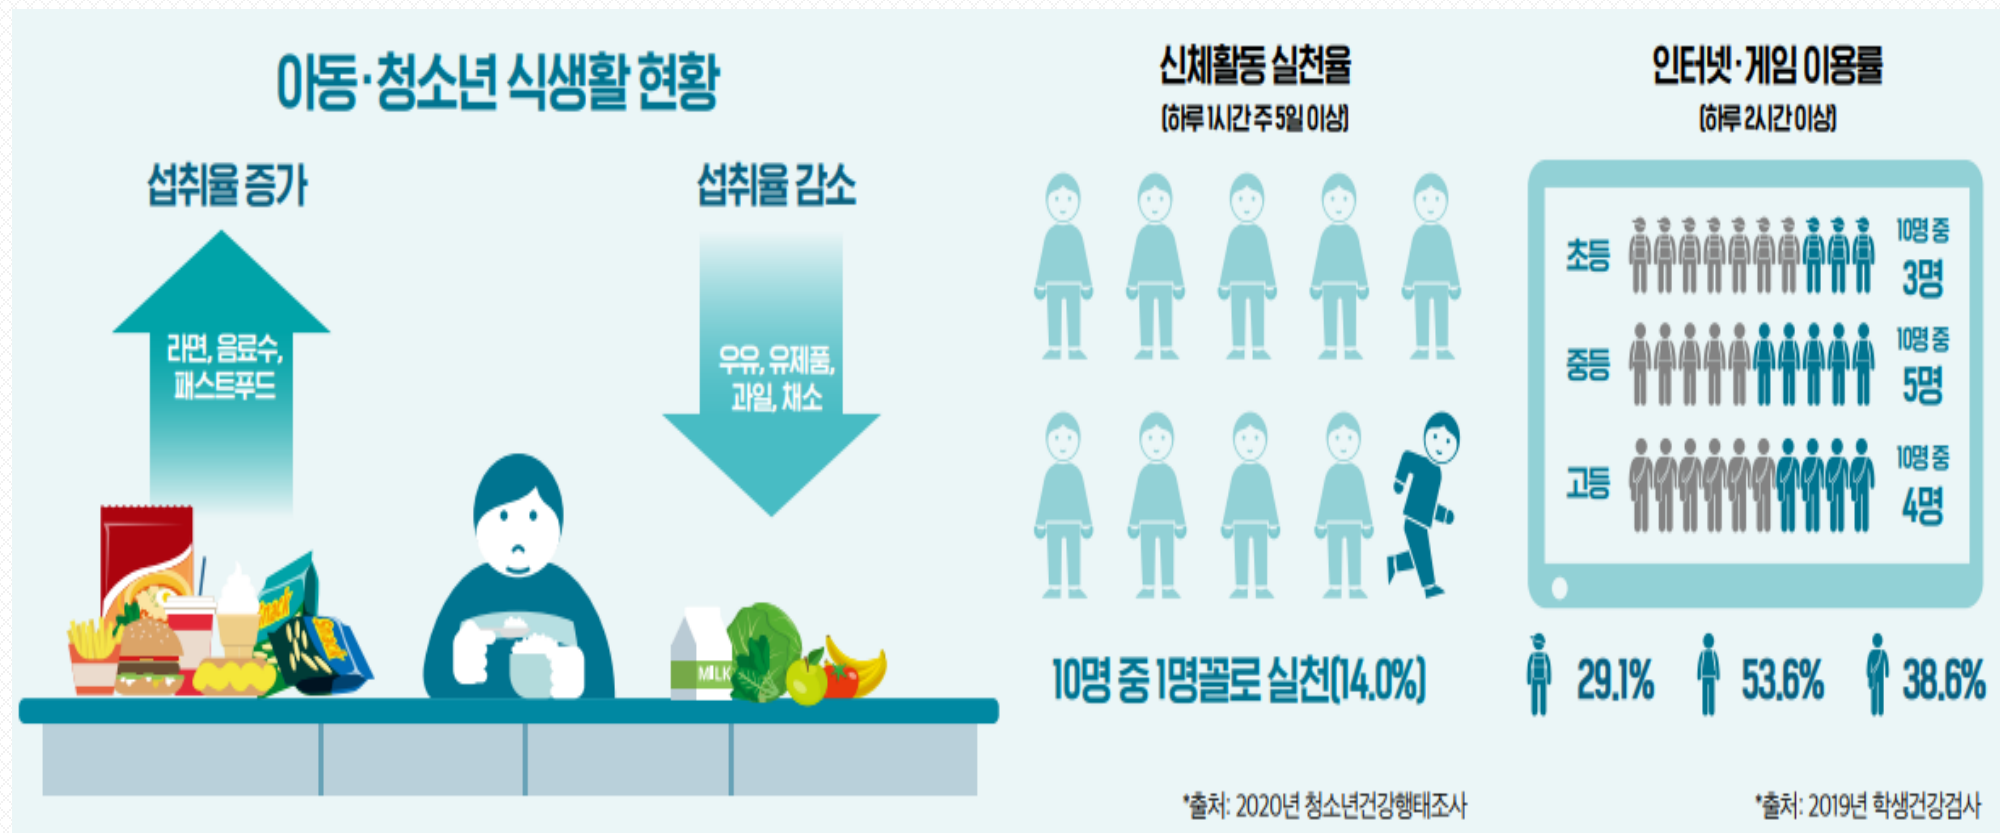 아동·청소년 식생활 현황
섭취율 증가
라면, 음료수,
패스트푸드
섭취율 감소
우유, 유제품,
과일, 채소
Snack
MILK
신체활동 실천율
(하루 1시간 주 5일 이상)
10명 중 1명꼴로 실천(14.0%)
*출처: 2020년 청소년건강행태조사
인터넷·게임 이용률
(하루 2시간 이상)
초등
10명 중
3명
중등
10명 중
5명
고등
10명 중
4명
29.1% 53.6% 38.6%
*출처: 2019년 학생건강검사